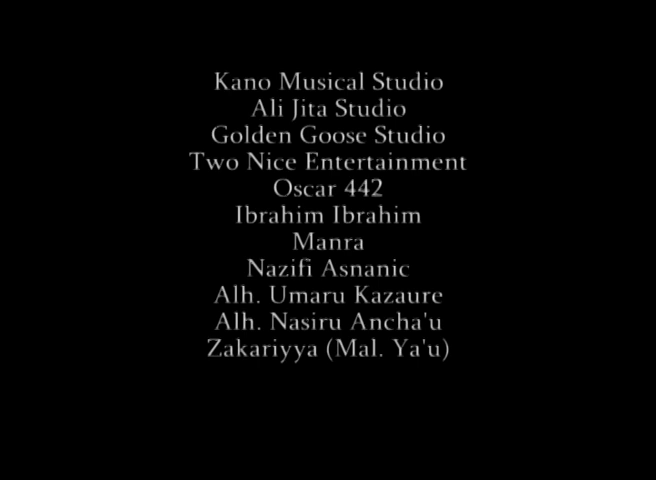 Kano Musical Studio
Ali Jita Studio
Golden Goose Studio
Two Nice Entertainment
Oscar 442
Ibrahim Ibrahim
Manra
Nazifi Asnanic
Alh. Umaru Kazaure
Alh. Nasiru Ancha'u
Zakariyya (Mal. Ya'u)